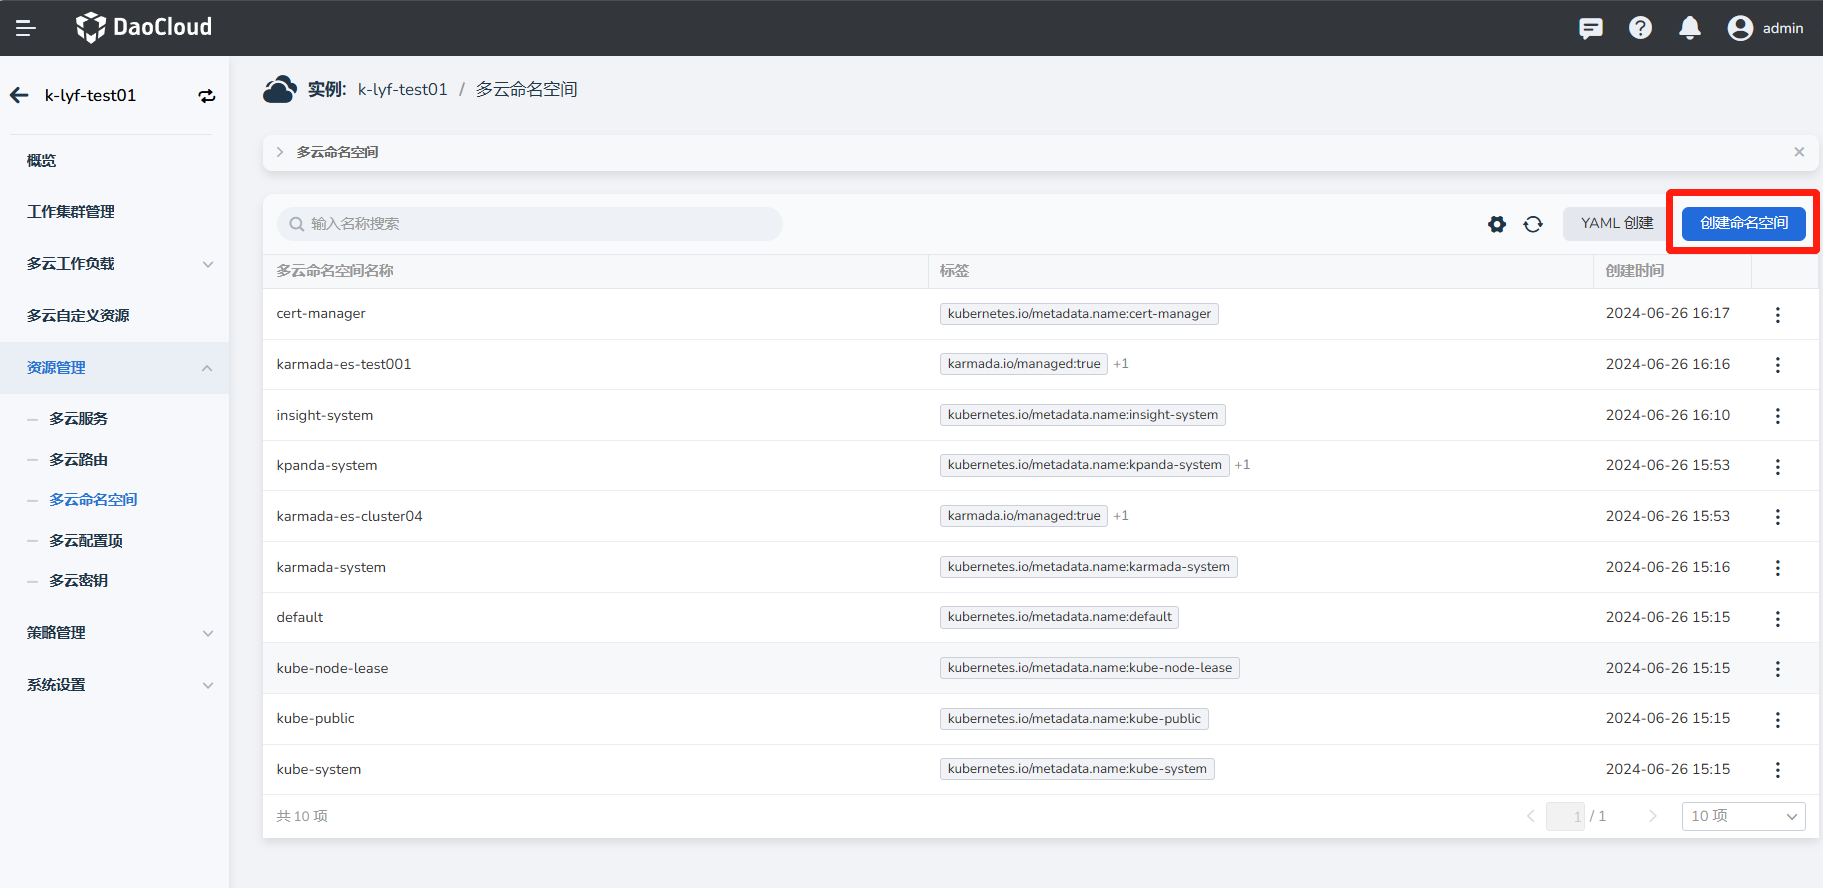 DaoCloud
admin
k-lyf-test01
概览
工作集群管理
多云工作负载
多云自定义资源
资源管理
多云服务
多云路由
多云命名空间
多云配置项
多云密钥
策略管理
系统设置
实例: k-lyf-test01 / 多云命名空间
多云命名空间
输入名称搜索
YAML 创建
创建命名空间
多云命名空间名称 标签 创建时间
cert-manager kubernetes.io/metadata.name:cert-manager 2024-06-26 16:17
karmada-es-test001 karmada.io/managed:true +1 2024-06-26 16:16
insight-system kubernetes.io/metadata.name:insight-system 2024-06-26 16:10
kpanda-system kubernetes.io/metadata.name:kpanda-system +1 2024-06-26 15:53
karmada-es-cluster04 karmada.io/managed:true +1 2024-06-26 15:53
karmada-system kubernetes.io/metadata.name:karmada-system 2024-06-26 15:16
default kubernetes.io/metadata.name:default 2024-06-26 15:15
kube-node-lease kubernetes.io/metadata.name:kube-node-lease 2024-06-26 15:15
kube-public kubernetes.io/metadata.name:kube-public 2024-06-26 15:15
kube-system kubernetes.io/metadata.name:kube-system 2024-06-26 15:15
共 10 项
1 / 1
10 项